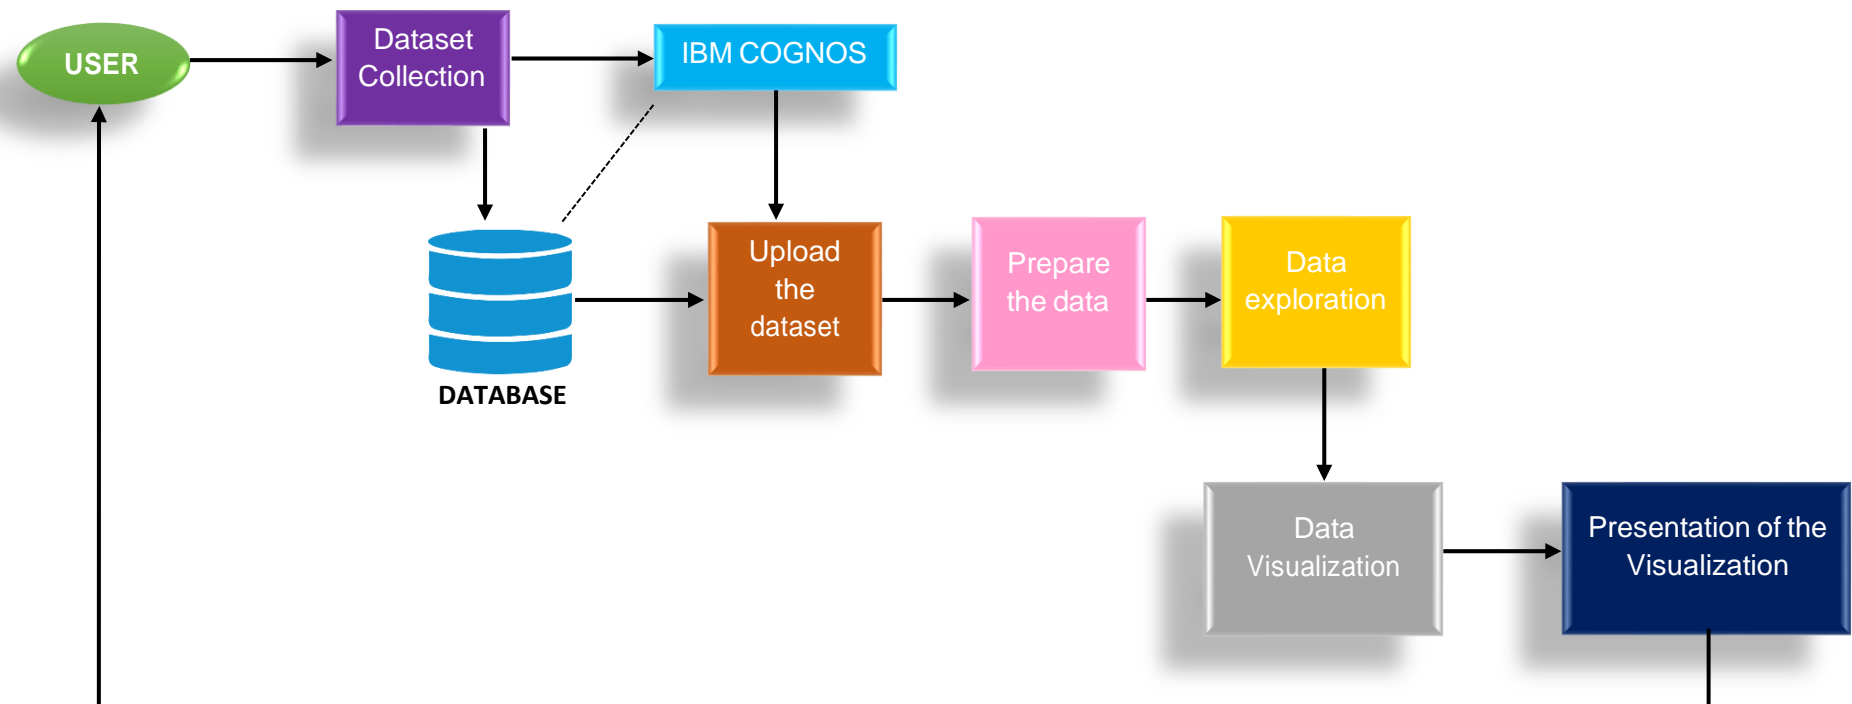 USER
Dataset
Collection
IBM COGNOS
DATABASE
Upload
the
dataset
Prepare
the data
Data
exploration
Data
Visualization
Presentation of the
Visualization